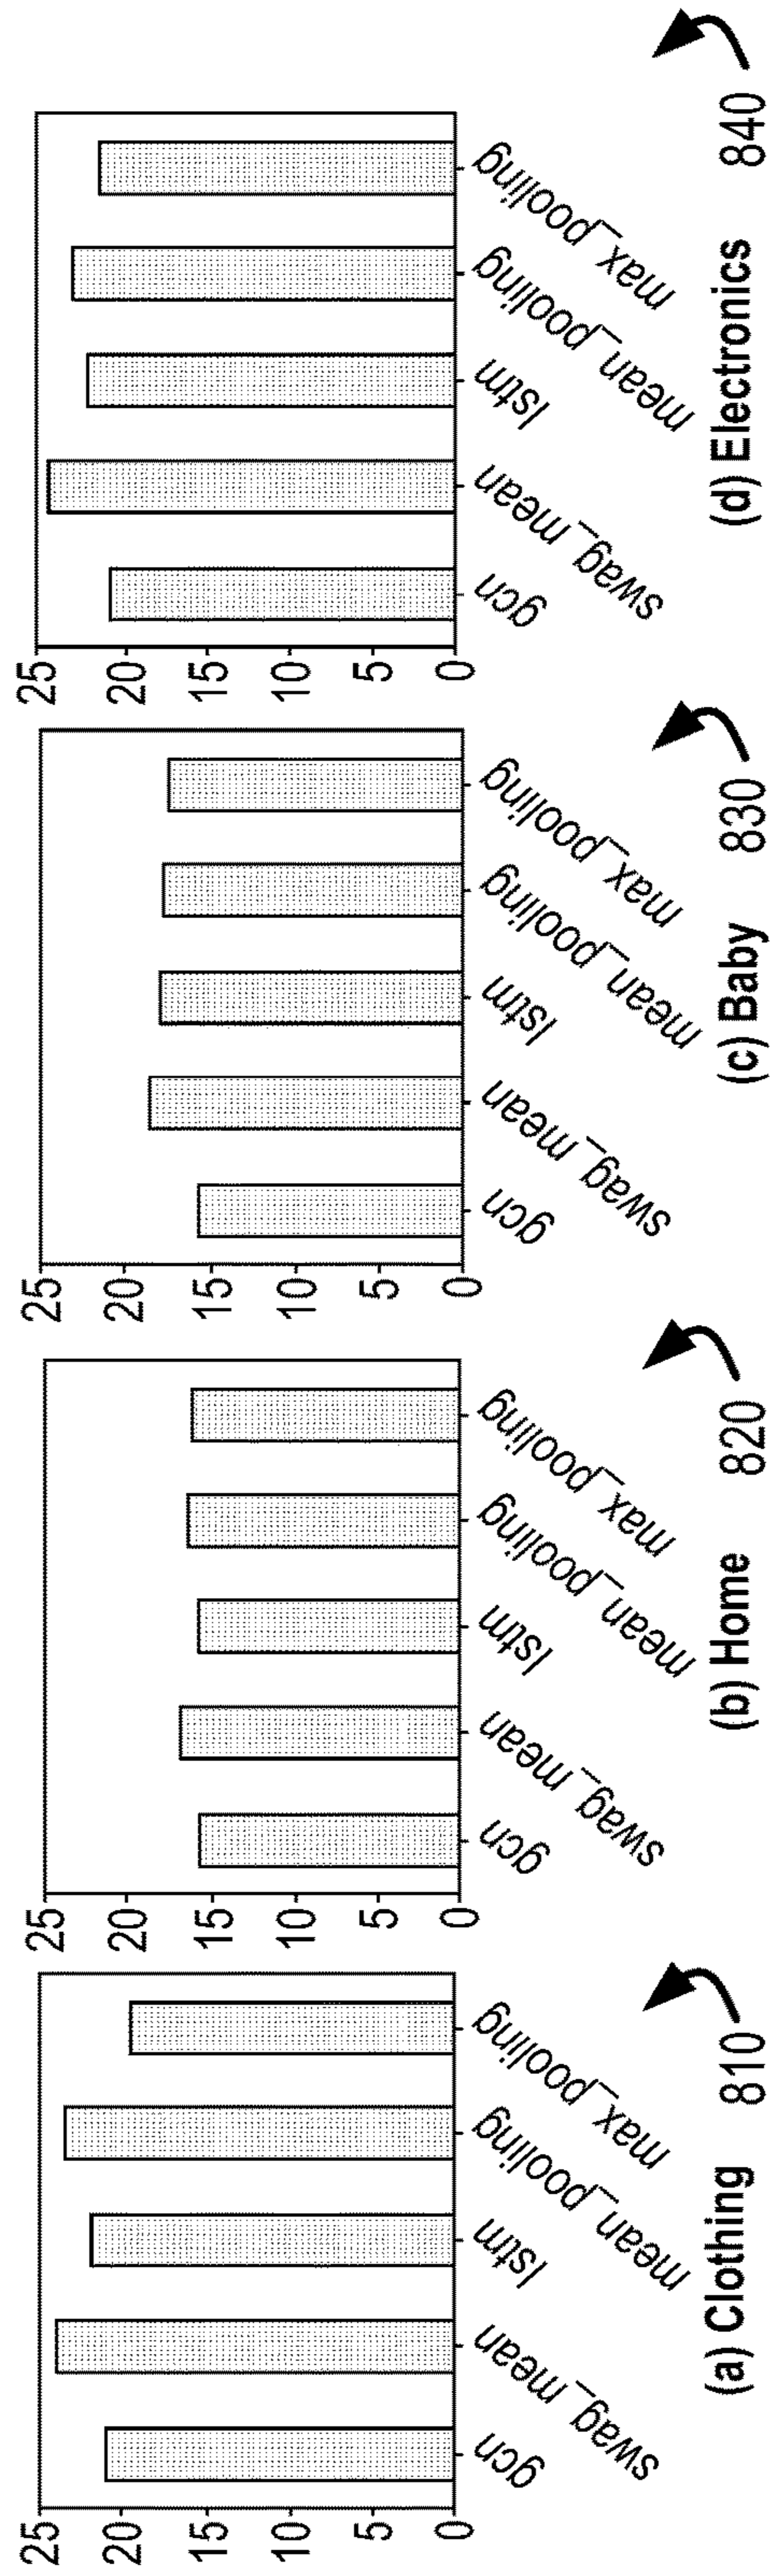 25
20
15
10
5
0
gcn
swag_mean
lstm
mean_pooling
max_pooling
(a) Clothing 810
25
20
15
10
5
0
gcn
swag_mean
lstm
mean_pooling
max_pooling
(b) Home 820
25
20
15
10
5
0
gcn
swag_mean
lstm
mean_pooling
max_pooling
(c) Baby 830
25
20
15
10
5
0
gcn
swag_mean
lstm
mean_pooling
max_pooling
(d) Electronics 840